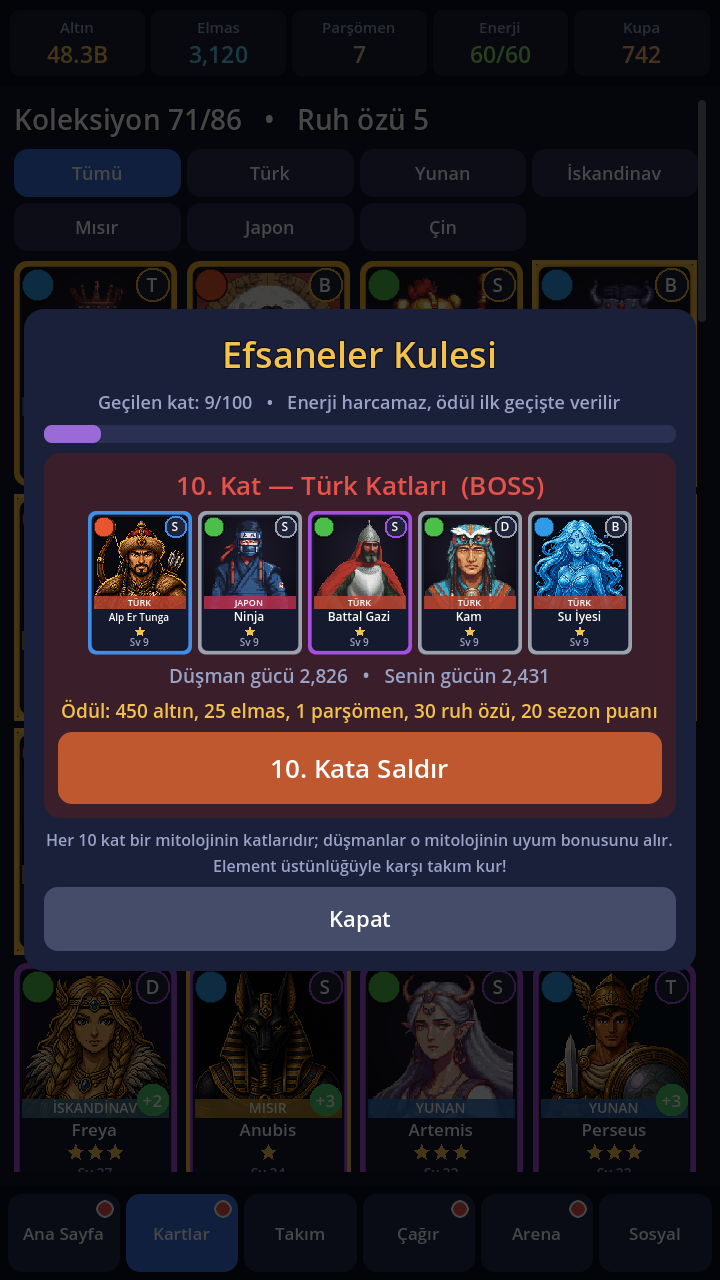 Altın Elmas Parşömen Enerji Kupa
48.3B 3,120 7 60/60 742
Koleksiyon 71/86 • Ruh özü 5
Tümü Türk Yunan İskandinav
Mısır Japon Çin
T B S B
Efsaneler Kulesi
Geçilen kat: 9/100 • Enerji harcamaz, ödül ilk geçişte verilir
10. Kat — Türk Katları (BOSS)
S S S D B
TÜRK JAPON TÜRK TÜRK TÜRK
Alp Er Tunga Ninja Battal Gazi Kam Su İyesi
Sv 9 Sv 9 Sv 9 Sv 9 Sv 9
Düşman gücü 2,826 • Senin gücün 2,431
Ödül: 450 altın, 25 elmas, 1 parşömen, 30 ruh özü, 20 sezon puanı
10. Kata Saldır
Her 10 kat bir mitolojinin katlarıdır; düşmanlar o mitolojinin uyum bonusunu alır.
Element üstünlüğüyle karşı takım kur!
Kapat
D S S T
+2 +3 +3
İSKANDİNAV MISIR YUNAN YUNAN
Freya Anubis Artemis Perseus
Ana Sayfa Kartlar Takım Çağır Arena Sosyal